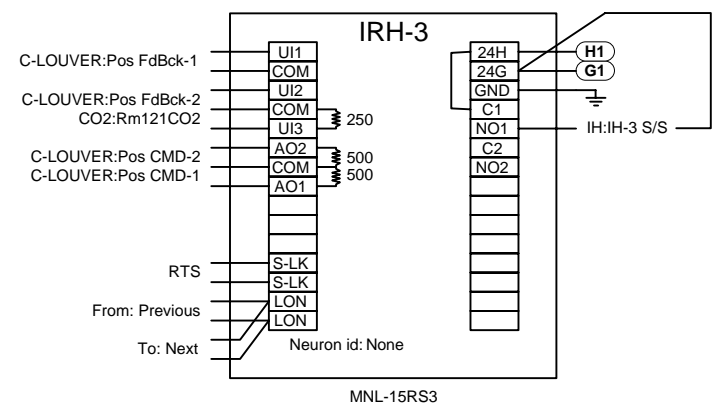 IRH-3
C-LOUVER:Pos FdBck-1
UI1
COM
UI2
C-LOUVER:Pos FdBck-2
COM
CO2:Rm121CO2
UI3
250
AO2
C-LOUVER:Pos CMD-2
500
COM
C-LOUVER:Pos CMD-1
500
AO1
RTS
S-LK
S-LK
From: Previous
LON
LON
To: Next
Neuron id: None
24H
H1
24G
G1
GND
C1
NO1
IH:IH-3 S/S
C2
NO2
MNL-15RS3